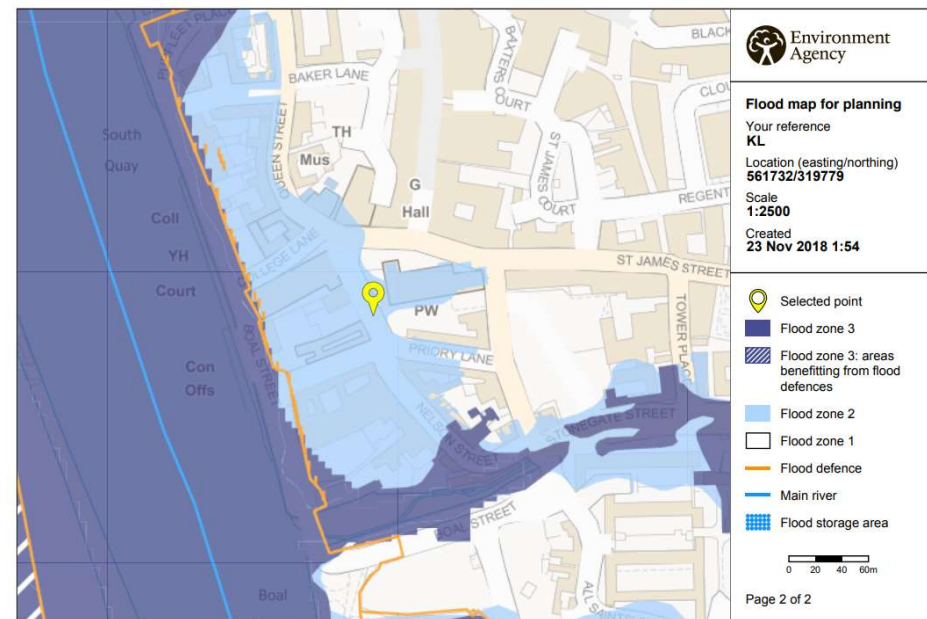 PURFLEET PLACE
BAKER LANE
BAXTERS
COURT
BLACK
CLOU
South
Quay
QUEEN STREET
TH
Mus
ST JAMES
COURT
G
Hall
REGENT
Coll
YH
Court
COLLEGE LANE
ST JAMES STREET
PW
TOWER PLACE
BOAL STREET
PRIORY LANE
Con
Offs
NELSON STREET
STONEGATE STREET
BOAL STREET
Boal
ALL SAINTS
Environment
Agency
Flood map for planning
Your reference
KL
Location (easting/northing)
561732/319779
Scale
1:2500
Created
23 Nov 2018 1:54
Selected point
Flood zone 3
Flood zone 3: areas
benefitting from flood
defences
Flood zone 2
Flood zone 1
Flood defence
Main river
Flood storage area
0 20 40 60m
Page 2 of 2